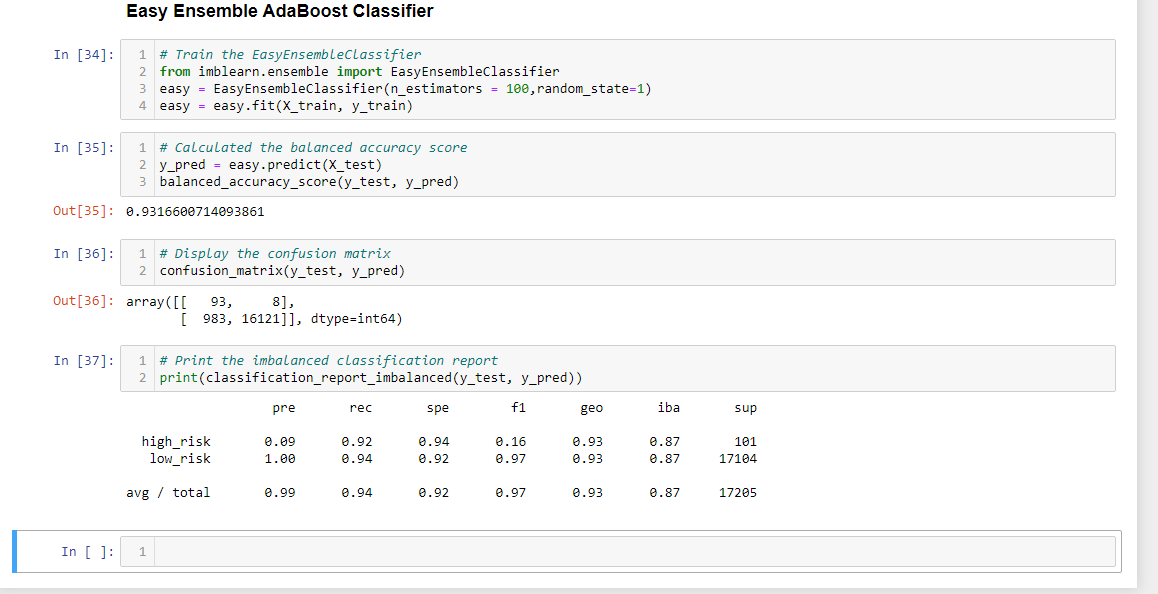 Easy Ensemble AdaBoost Classifier
In [34]: 1 # Train the EasyEnsembleClassifier
2 from imblearn.ensemble import EasyEnsembleClassifier
3 easy = EasyEnsembleClassifier(n_estimators = 100,random_state=1)
4 easy = easy.fit(X_train, y_train)
In [35]: 1 # Calculated the balanced accuracy score
2 y_pred = easy.predict(X_test)
3 balanced_accuracy_score(y_test, y_pred)
Out[35]: 0.9316600714093861
In [36]: 1 # Display the confusion matrix
2 confusion_matrix(y_test, y_pred)
Out[36]: array([[   93,     8],
[  983, 16121]], dtype=int64)
In [37]: 1 # Print the imbalanced classification report
2 print(classification_report_imbalanced(y_test, y_pred))
pre rec spe f1 geo iba sup
high_risk 0.09 0.92 0.94 0.16 0.93 0.87 101
low_risk 1.00 0.94 0.92 0.97 0.93 0.87 17104
avg / total 0.99 0.94 0.92 0.97 0.93 0.87 17205
In [ ]: 1